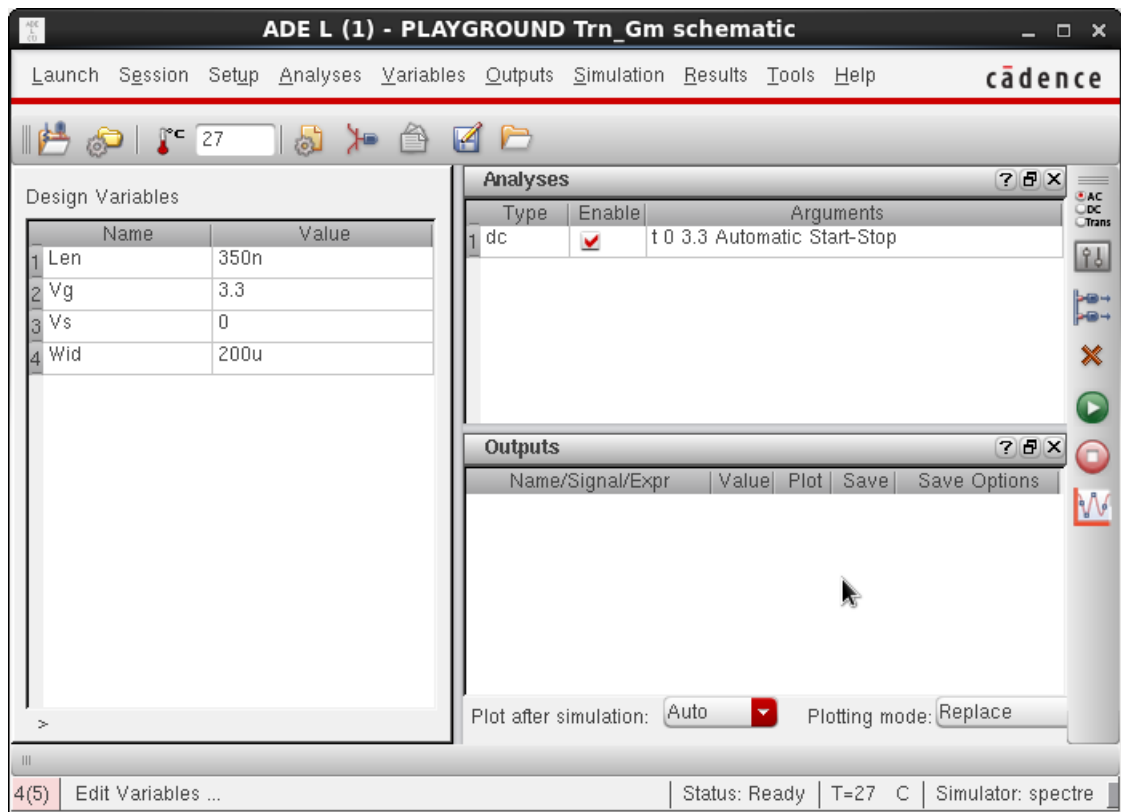 ADE L (1) - PLAYGROUND Trn_Gm schematic
Launch Session Setup Analyses Variables Outputs Simulation Results Tools Help cādence
°C 27
Design Variables
Name Value
1 Len 350n
2 Vg 3.3
3 Vs 0
4 Wid 200u
>
Analyses
Type Enable Arguments
1 dc t 0 3.3 Automatic Start-Stop
Outputs
Name/Signal/Expr Value Plot Save Save Options
Plot after simulation: Auto Plotting mode: Replace
AC
DC
Trans
4(5) Edit Variables ... Status: Ready T=27 C Simulator: spectre